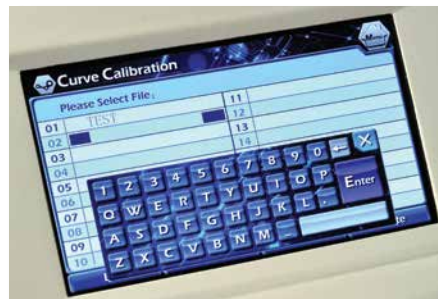 Curve Calibration
Menu
Please Select File:
01 TEST 11
02 12
03 13
04 14
05
06
07
08
09
10
1 2 3 4 5 6 7 8 9 0
Q W E R T Y U I O P Enter
A S D F G H J K L .
Z X C V B N M